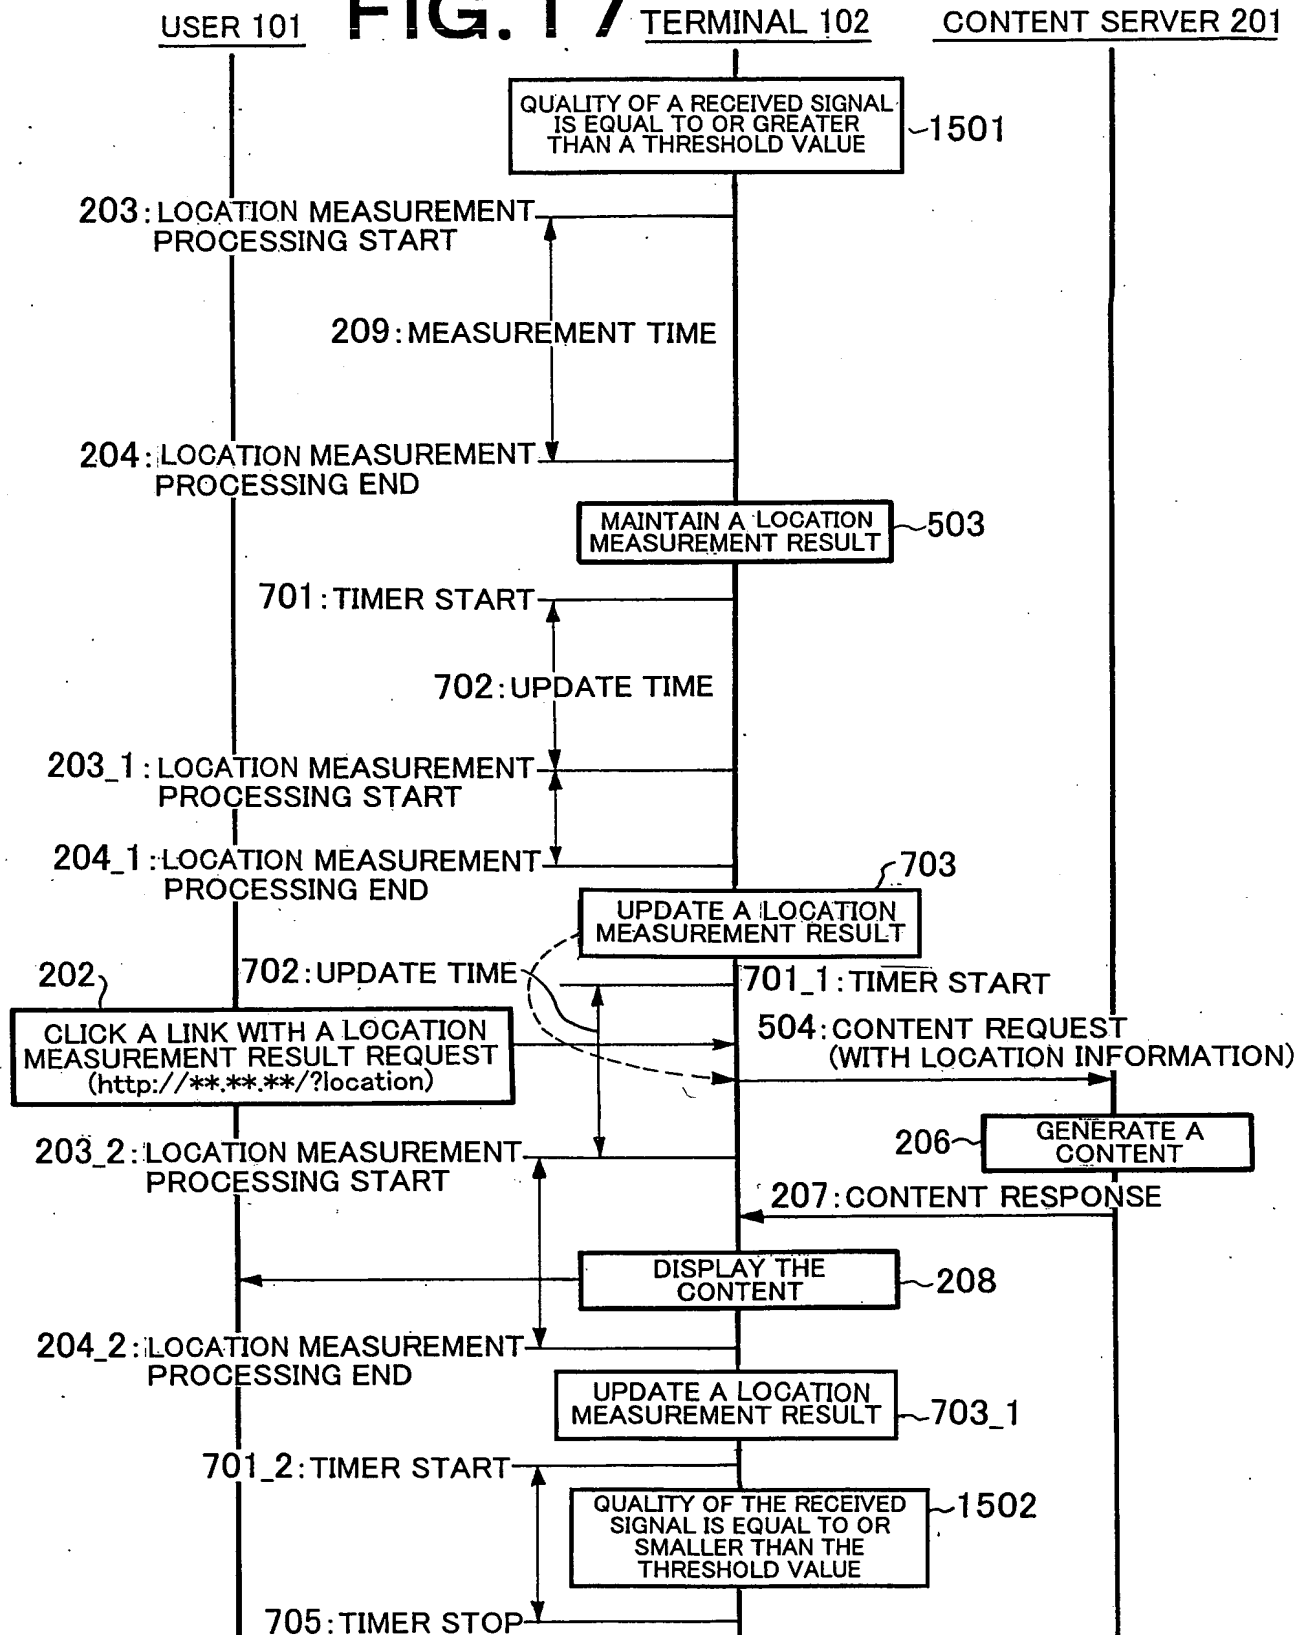 FIG. 17
USER 101
TERMINAL 102
CONTENT SERVER 201
QUALITY OF A RECEIVED SIGNAL
IS EQUAL TO OR GREATER
THAN A THRESHOLD VALUE
1501
203:LOCATION MEASUREMENT
PROCESSING START
209:MEASUREMENT TIME
204:LOCATION MEASUREMENT
PROCESSING END
MAINTAIN A LOCATION
MEASUREMENT RESULT
503
701:TIMER START
702:UPDATE TIME
203_1:LOCATION MEASUREMENT
PROCESSING START
204_1:LOCATION MEASUREMENT
PROCESSING END
703
UPDATE A LOCATION
MEASUREMENT RESULT
202
702:UPDATE TIME
701_1:TIMER START
CLICK A LINK WITH A LOCATION
MEASUREMENT RESULT REQUEST
(http://**.**.**/?location)
504:CONTENT REQUEST
(WITH LOCATION INFORMATION)
203_2:LOCATION MEASUREMENT
PROCESSING START
206
GENERATE A
CONTENT
207:CONTENT RESPONSE
DISPLAY THE
CONTENT
208
204_2:LOCATION MEASUREMENT
PROCESSING END
UPDATE A LOCATION
MEASUREMENT RESULT
703_1
701_2:TIMER START
QUALITY OF THE RECEIVED
SIGNAL IS EQUAL TO OR
SMALLER THAN THE
THRESHOLD VALUE
1502
705:TIMER STOP